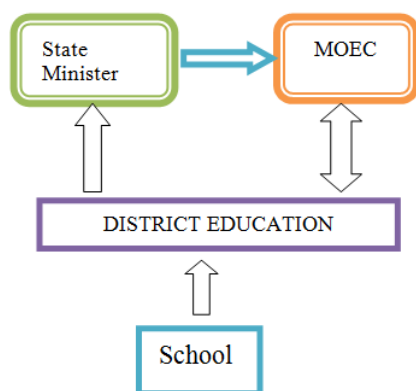 State
Minister
MOEC
DISTRICT EDUCATION
School